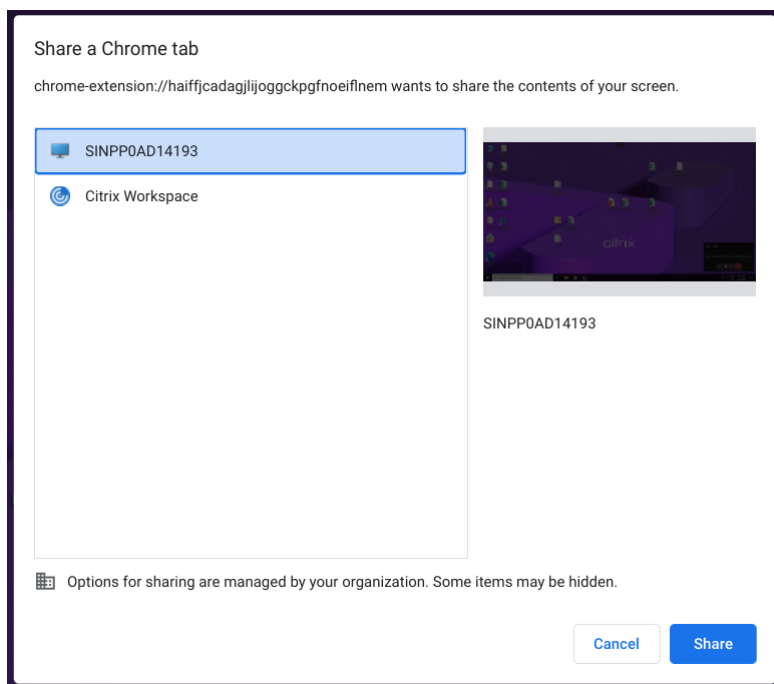 Share a Chrome tab
chrome-extension://haiffjcadagjlijoggckpgfnoeiflnem wants to share the contents of your screen.
SINPP0AD14193
Citrix Workspace
citrix
SINPP0AD14193
Options for sharing are managed by your organization. Some items may be hidden.
Cancel
Share